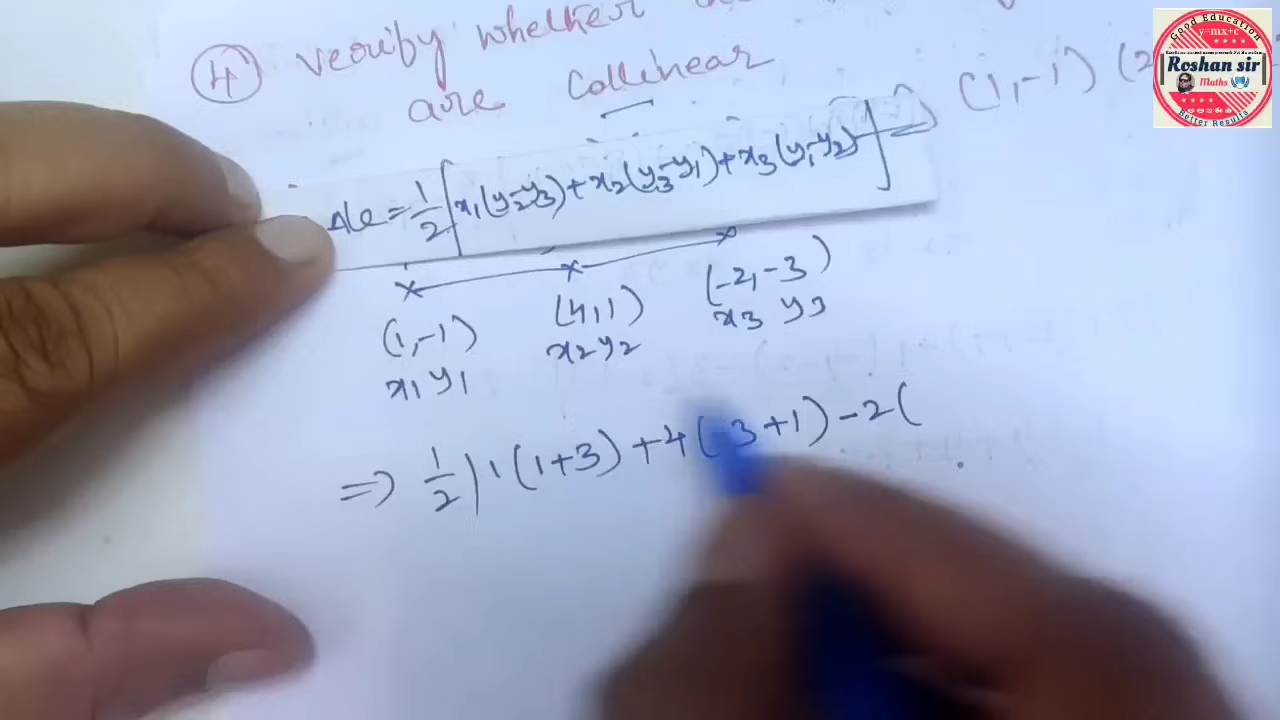 ④ verify whether
are collinear (1,-1) (2
Δle = 1/2 [x₁(y₂-y₃)+x₂(y₃-y₁)+x₃(y₁-y₂)]
(1,-1) (4,1) (-2,-3)
x₁ y₁ x₂ y₂ x₃ y₃
=> 1/2 | 1(1+3) +4(-3+1) -2(
Good Education
y=mx+c
Roshan sir
Maths
Better Results